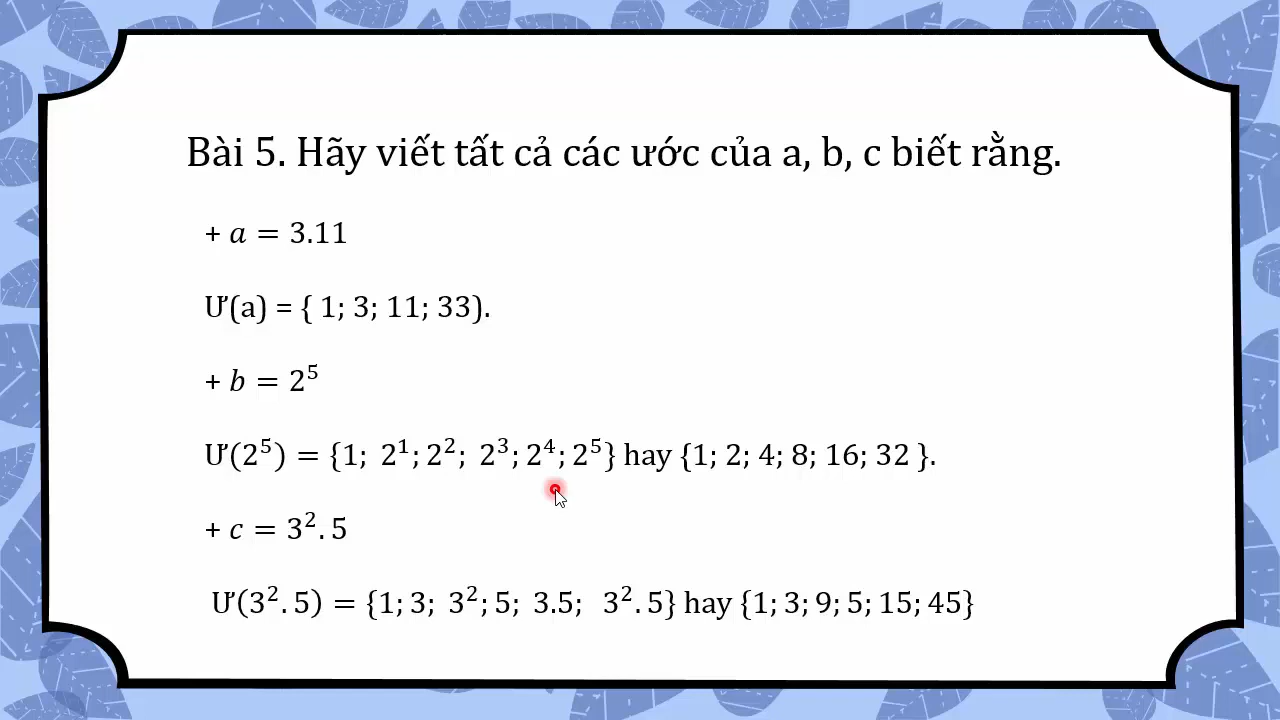 Bài 5. Hãy viết tất cả các ước của a, b, c biết rằng.
+ a = 3.11
Ư(a) = { 1; 3; 11; 33).
+ b = 2⁵
Ư(2⁵) = {1; 2¹; 2²; 2³; 2⁴; 2⁵} hay {1; 2; 4; 8; 16; 32 }.
+ c = 3². 5
Ư(3². 5) = {1; 3; 3²; 5; 3.5; 3². 5} hay {1; 3; 9; 5; 15; 45}